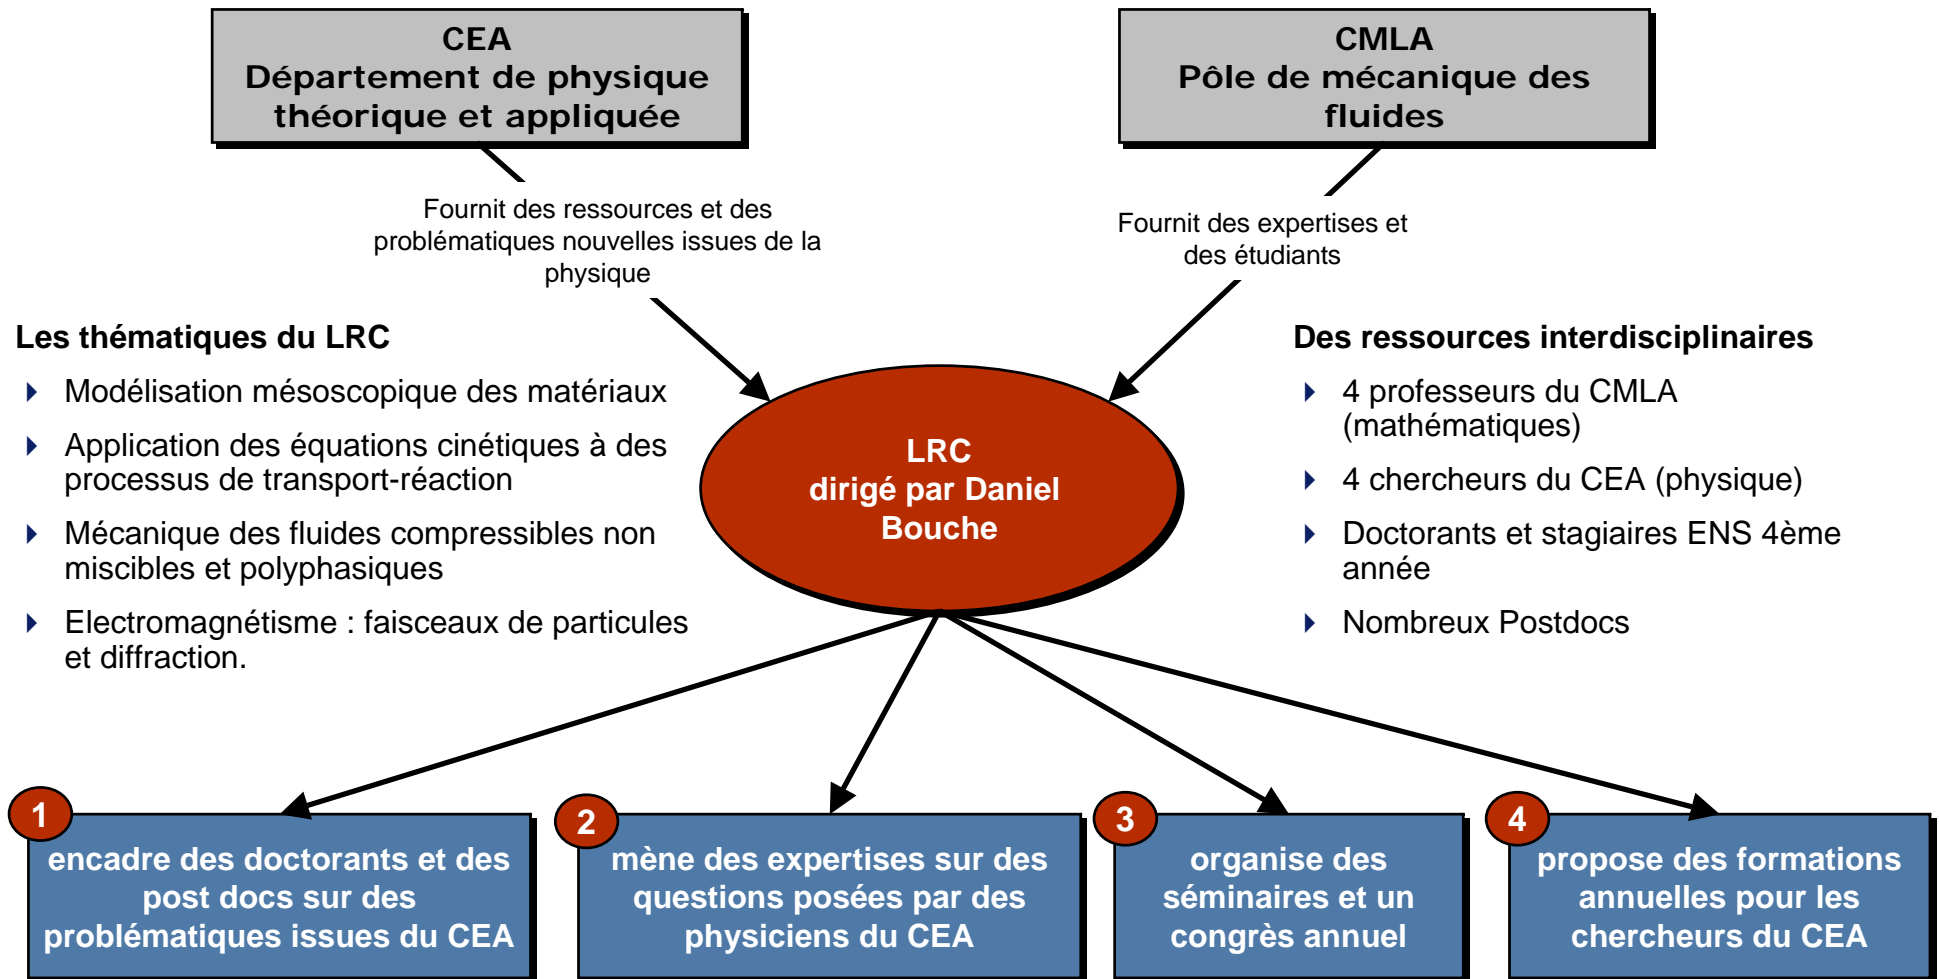 CEA
Département de physique
théorique et appliquée
CMLA
Pôle de mécanique des
fluides
Fournit des ressources et des
problématiques nouvelles issues de la
physique
Fournit des expertises et
des étudiants
Les thématiques du LRC
Modélisation mésoscopique des matériaux
Application des équations cinétiques à des
processus de transport-réaction
Mécanique des fluides compressibles non
miscibles et polyphasiques
Electromagnétisme : faisceaux de particules
et diffraction.
LRC
dirigé par Daniel
Bouche
Des ressources interdisciplinaires
4 professeurs du CMLA
(mathématiques)
4 chercheurs du CEA (physique)
Doctorants et stagiaires ENS 4ème
année
Nombreux Postdocs
1
encadre des doctorants et des
post docs sur des
problématiques issues du CEA
2
mène des expertises sur des
questions posées par des
physiciens du CEA
3
organise des
séminaires et un
congrès annuel
4
propose des formations
annuelles pour les
chercheurs du CEA